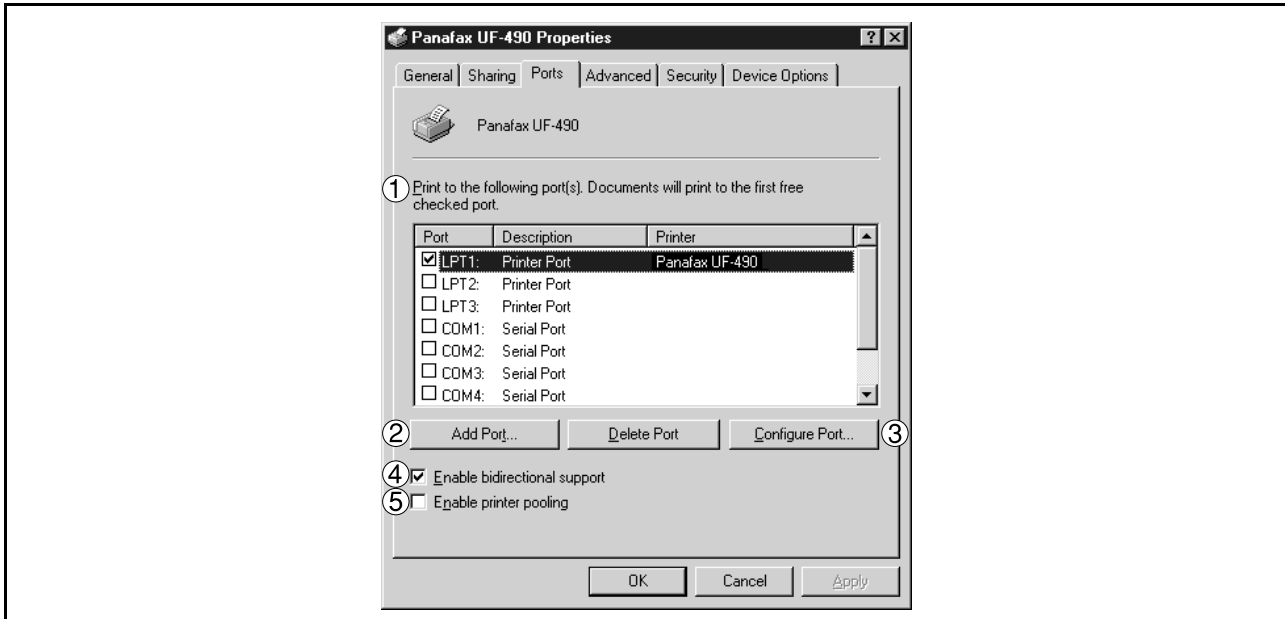 Panafax UF-490 Properties
General Sharing Ports Advanced Security Device Options
Panafax UF-490
① Print to the following port(s). Documents will print to the first free
checked port.
Port Description Printer
LPT1: Printer Port Panafax UF-490
LPT2: Printer Port
LPT3: Printer Port
COM1: Serial Port
COM2: Serial Port
COM3: Serial Port
COM4: Serial Port
② Add Port... Delete Port Configure Port... ③
④ Enable bidirectional support
⑤ Enable printer pooling
OK Cancel Apply